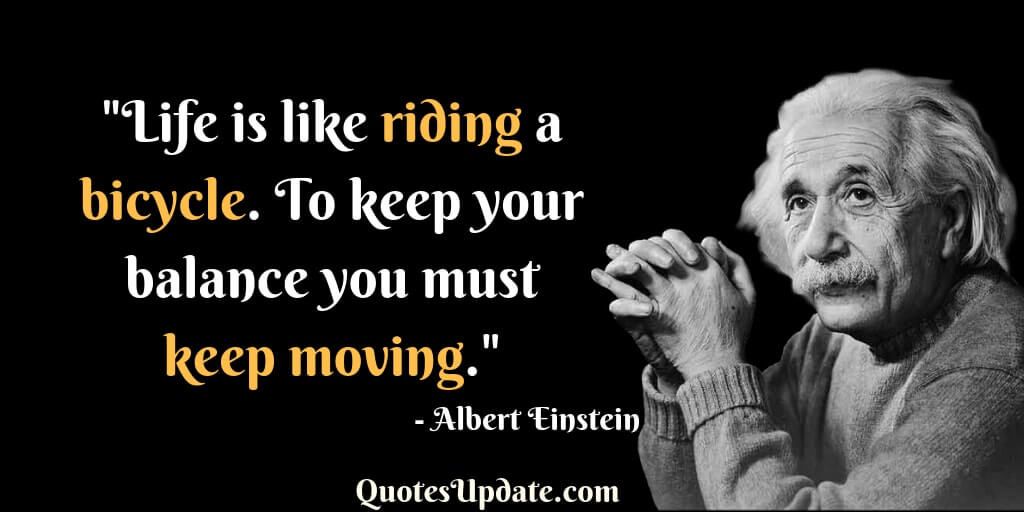 "Life is like riding a
bicycle. To keep your
balance you must
keep moving."
- Albert Einstein
QuotesUpdate.com